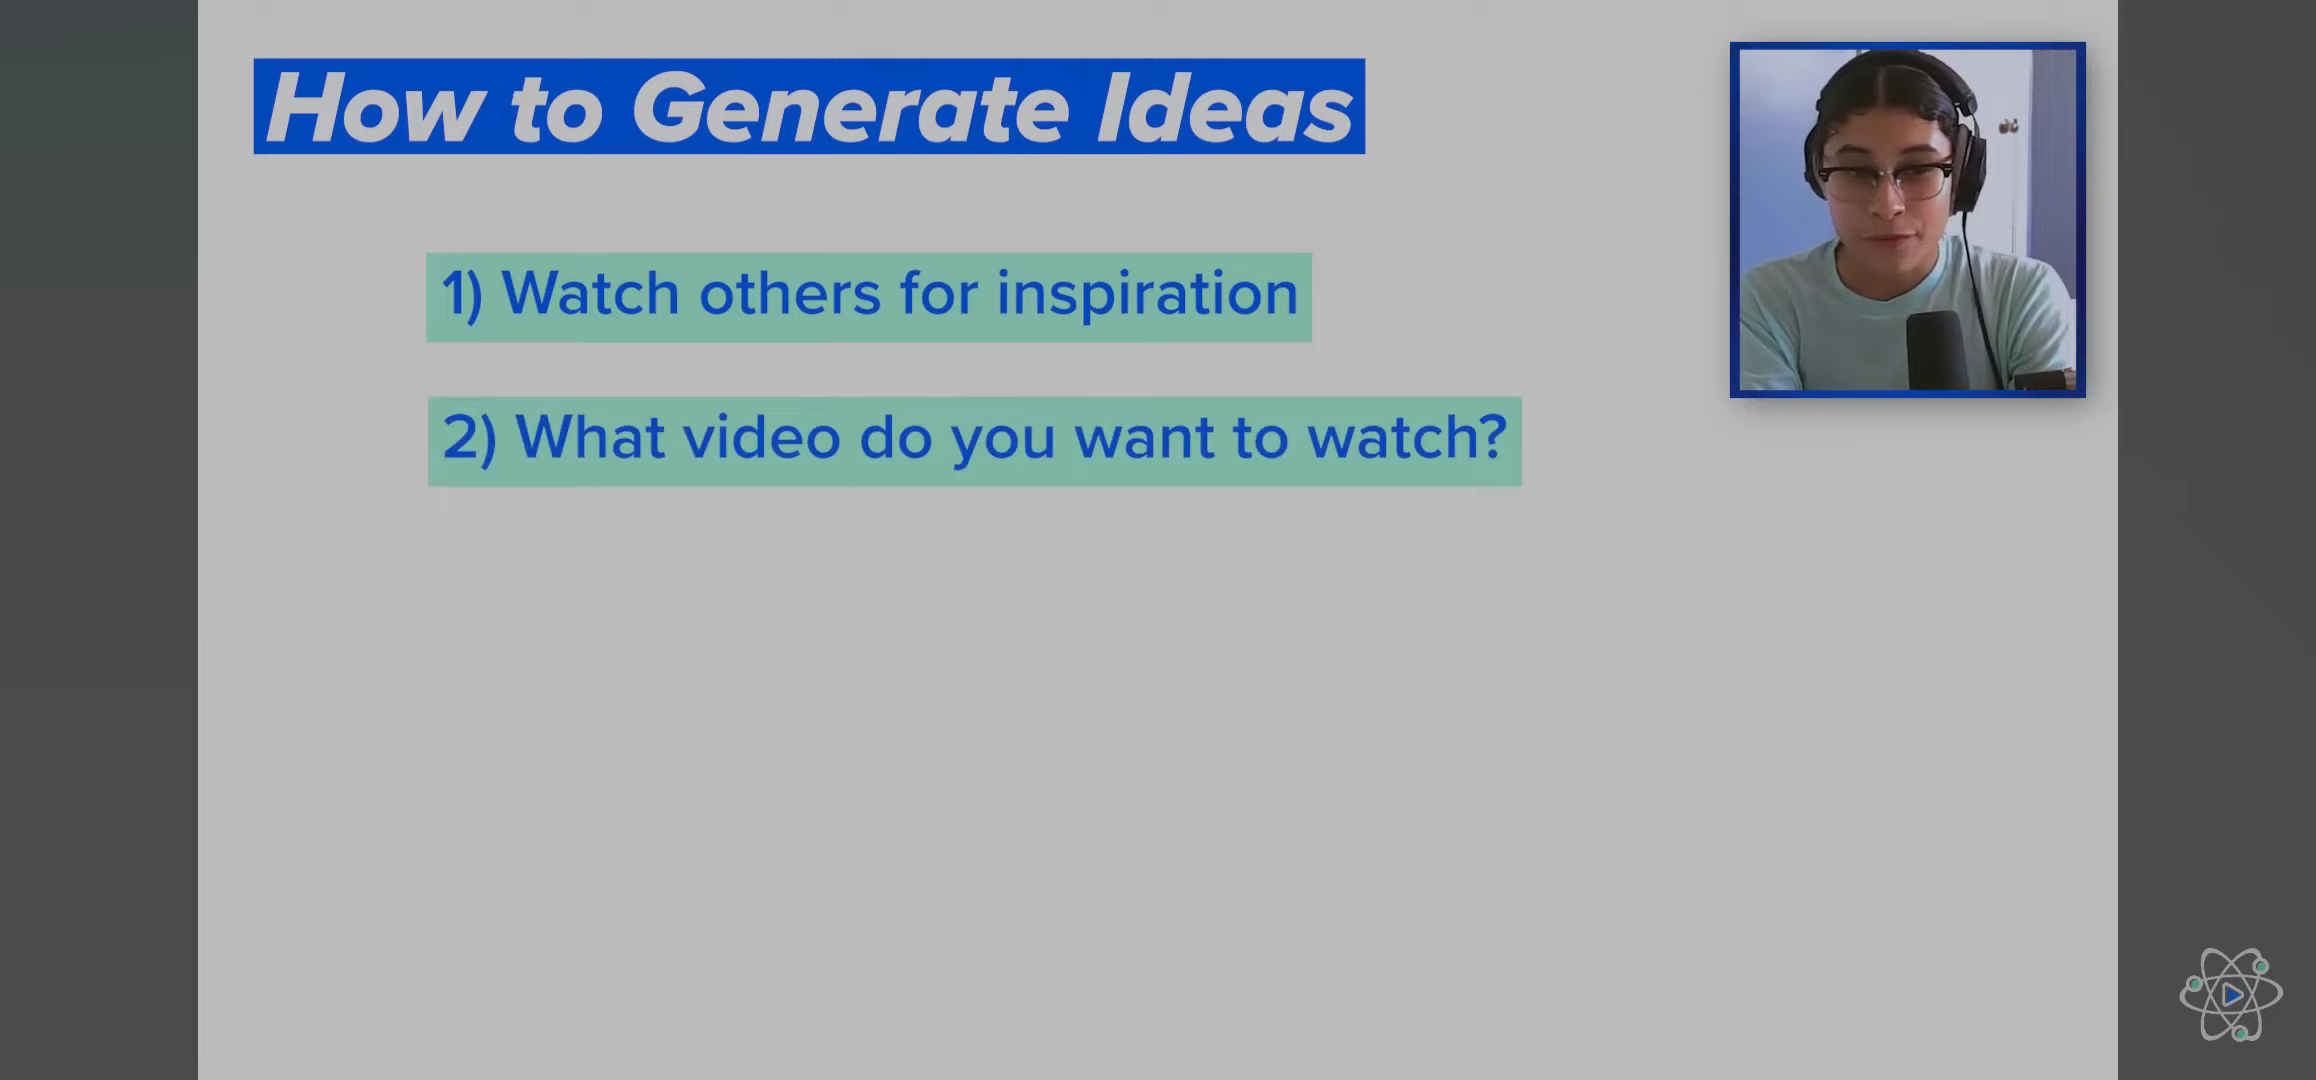 How to Generate Ideas
1) Watch others for inspiration
2) What video do you want to watch?